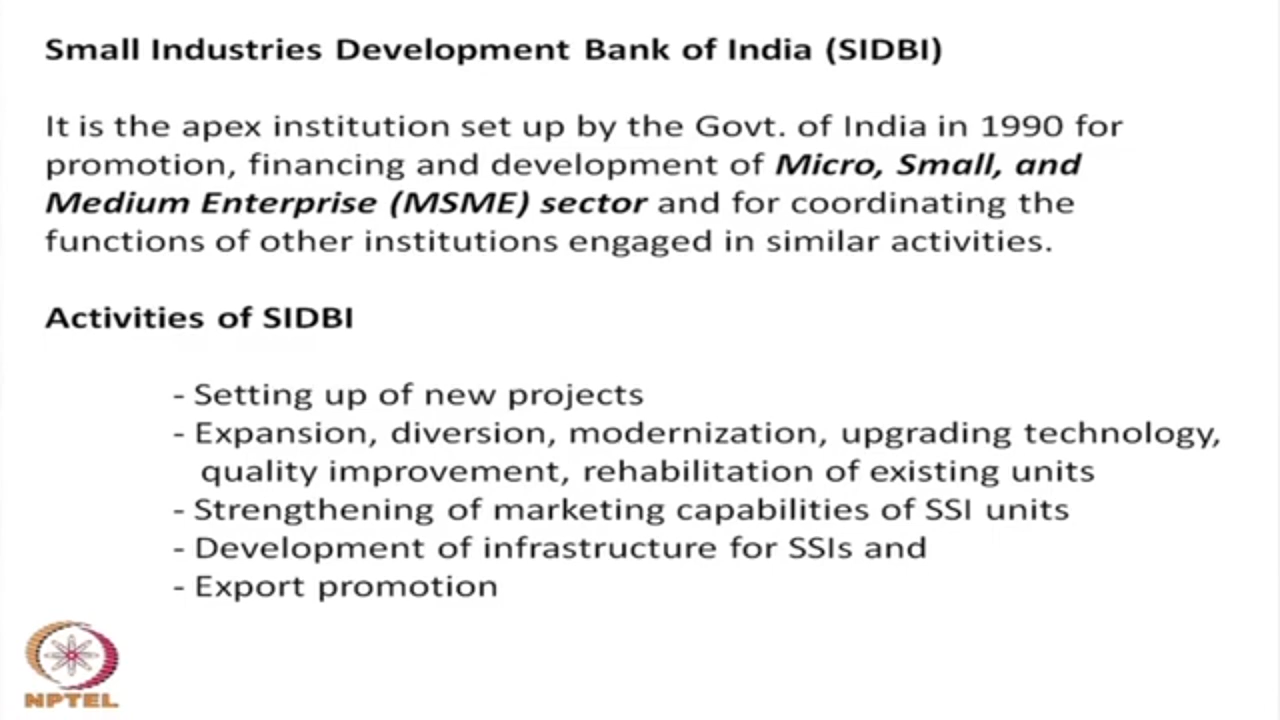 Small Industries Development Bank of India (SIDBI)
It is the apex institution set up by the Govt. of India in 1990 for
promotion, financing and development of Micro, Small, and
Medium Enterprise (MSME) sector and for coordinating the
functions of other institutions engaged in similar activities.
Activities of SIDBI
- Setting up of new projects
- Expansion, diversion, modernization, upgrading technology,
quality improvement, rehabilitation of existing units
- Strengthening of marketing capabilities of SSI units
- Development of infrastructure for SSIs and
- Export promotion
NPTEL